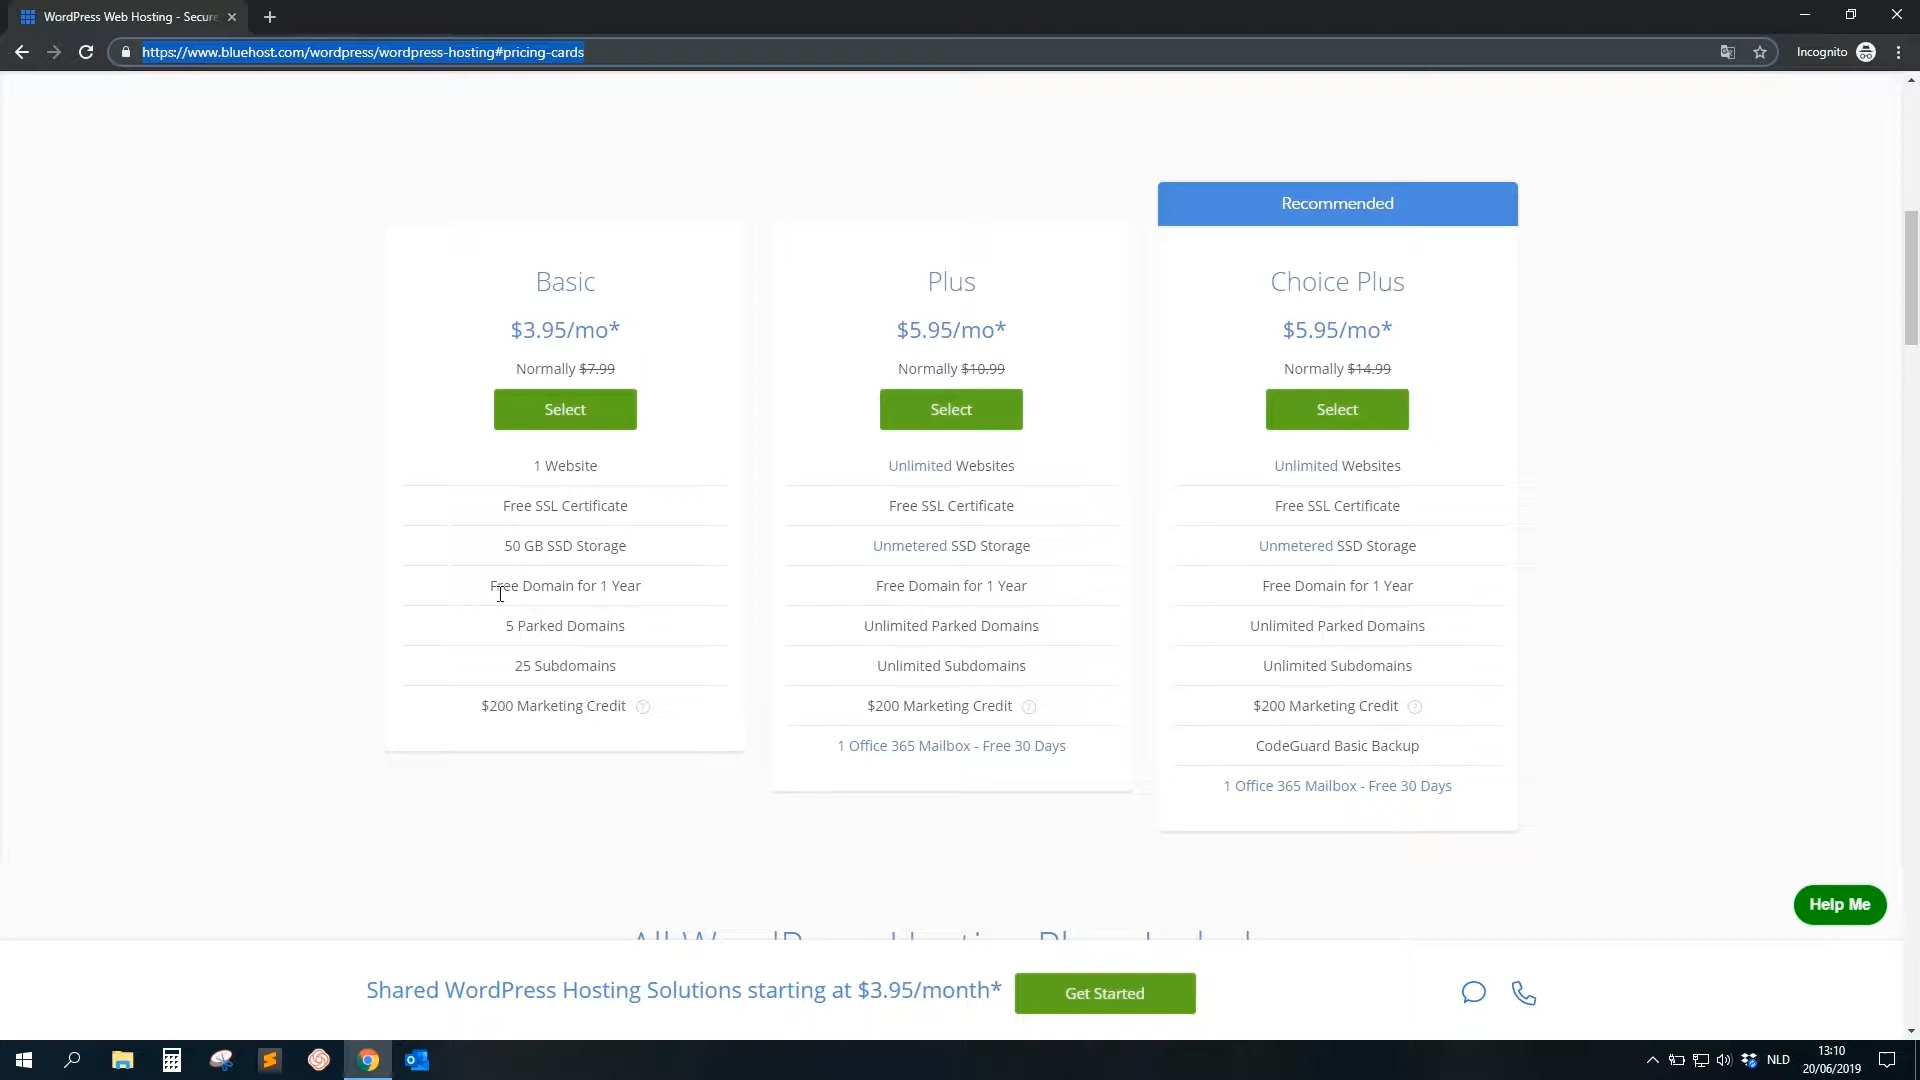 WordPress Web Hosting - Secure
https://www.bluehost.com/wordpress/wordpress-hosting#pricing-cards
Incognito
Recommended
Basic
$3.95/mo*
Normally $7.99
Select
1 Website
Free SSL Certificate
50 GB SSD Storage
Free Domain for 1 Year
5 Parked Domains
25 Subdomains
$200 Marketing Credit ?
Plus
$5.95/mo*
Normally $10.99
Select
Unlimited Websites
Free SSL Certificate
Unmetered SSD Storage
Free Domain for 1 Year
Unlimited Parked Domains
Unlimited Subdomains
$200 Marketing Credit ?
1 Office 365 Mailbox - Free 30 Days
Choice Plus
$5.95/mo*
Normally $14.99
Select
Unlimited Websites
Free SSL Certificate
Unmetered SSD Storage
Free Domain for 1 Year
Unlimited Parked Domains
Unlimited Subdomains
$200 Marketing Credit ?
CodeGuard Basic Backup
1 Office 365 Mailbox - Free 30 Days
Help Me
Shared WordPress Hosting Solutions starting at $3.95/month*
Get Started
NLD
13:10
20/06/2019